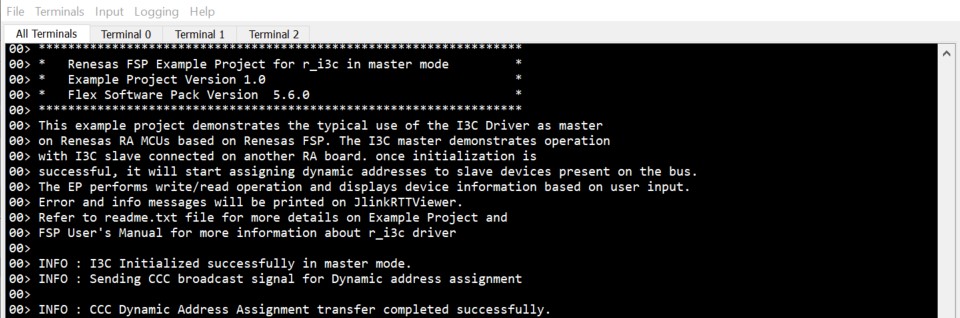 File Terminals Input Logging Help
All Terminals Terminal 0 Terminal 1 Terminal 2
00> *****************************************************************
00> *   Renesas FSP Example Project for r_i3c in master mode         *
00> *   Example Project Version 1.0                                  *
00> *   Flex Software Pack Version  5.6.0                            *
00> *****************************************************************
00> This example project demonstrates the typical use of the I3C Driver as master
00> on Renesas RA MCUs based on Renesas FSP. The I3C master demonstrates operation
00> with I3C slave connected on another RA board. once initialization is
00> successful, it will start assigning dynamic addresses to slave devices present on the bus.
00> The EP performs write/read operation and displays device information based on user input.
00> Error and info messages will be printed on JlinkRTTViewer.
00> Refer to readme.txt file for more details on Example Project and
00> FSP User's Manual for more information about r_i3c driver
00>
00> INFO : I3C Initialized successfully in master mode.
00> INFO : Sending CCC broadcast signal for Dynamic address assignment
00>
00> INFO : CCC Dynamic Address Assignment transfer completed successfully.